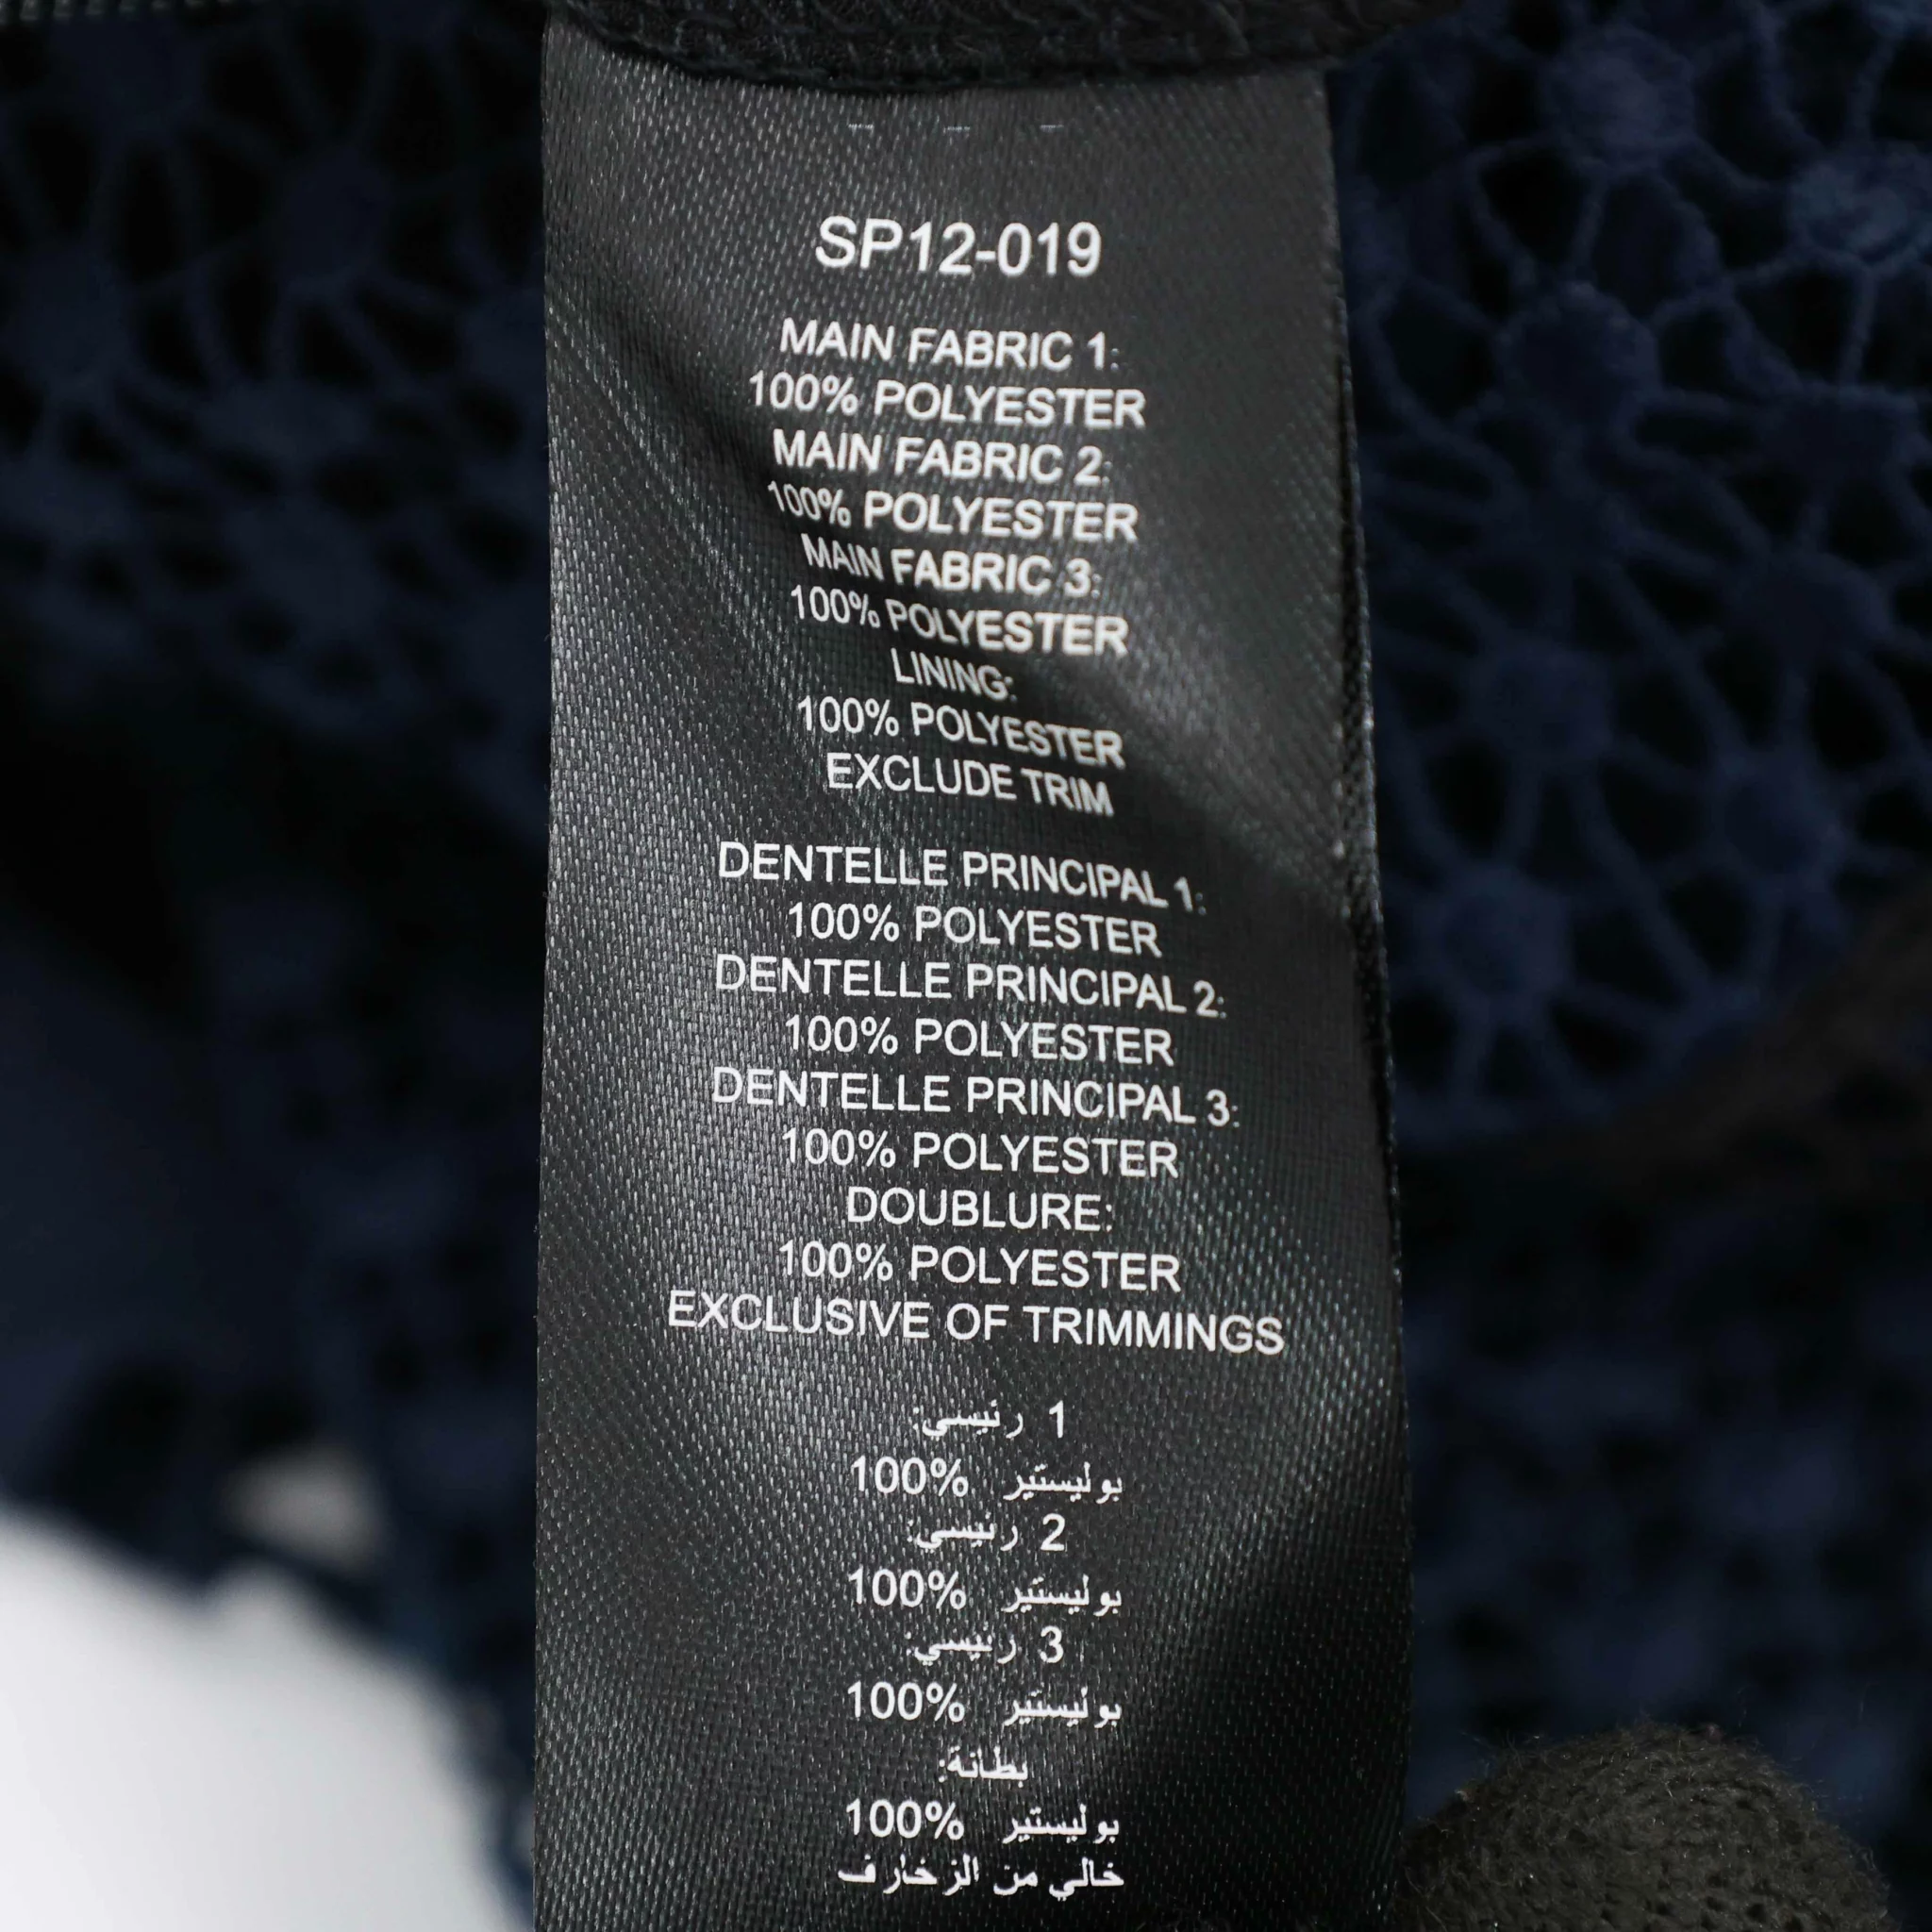 SP12-019
MAIN FABRIC 1:
100% POLYESTER
MAIN FABRIC 2:
100% POLYESTER
MAIN FABRIC 3:
100% POLYESTER
LINING:
100% POLYESTER
EXCLUDE TRIM
DENTELLE PRINCIPAL 1:
100% POLYESTER
DENTELLE PRINCIPAL 2:
100% POLYESTER
DENTELLE PRINCIPAL 3:
100% POLYESTER
DOUBLURE:
100% POLYESTER
EXCLUSIVE OF TRIMMINGS
1 رئيسي:
بوليستير 100%
2 رئيسي:
بوليستير 100%
3 رئيسي:
بوليستير 100%
بطانة:
بوليستير 100%
خالي من الزخارف